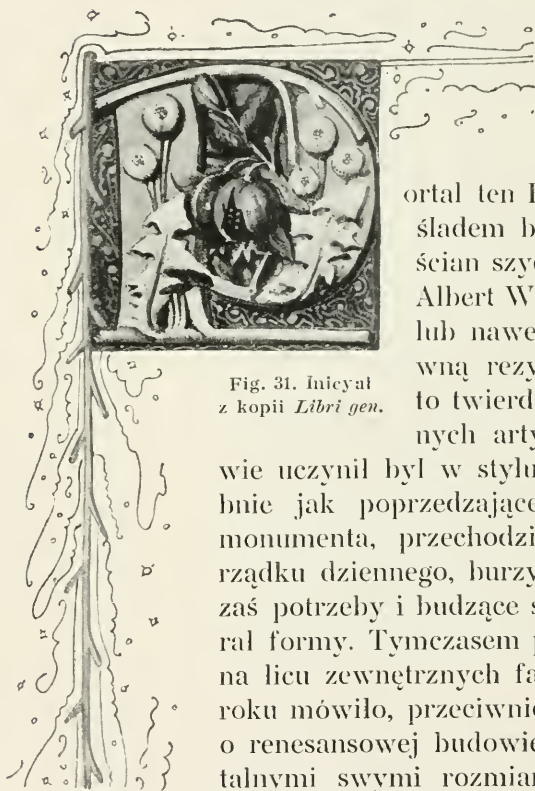 P
ortal ten
śladem b
ścian szy
Albert W
lub nawe
wną rezy
Fig. 31. Inicyał
z kopii Libri gen.
to twierd
nych arty
wie uczynił był w stylu
bnie jak poprzedzające
monumenta, przechodzi
rządku dziennego, burzy
zaś potrzeby i budzące s
rał formy. Tymczasem p
na licu zewnętrznych fa
roku mówiło, przeciwnie
o renesansowej budowie
talnymi swymi rozmiar